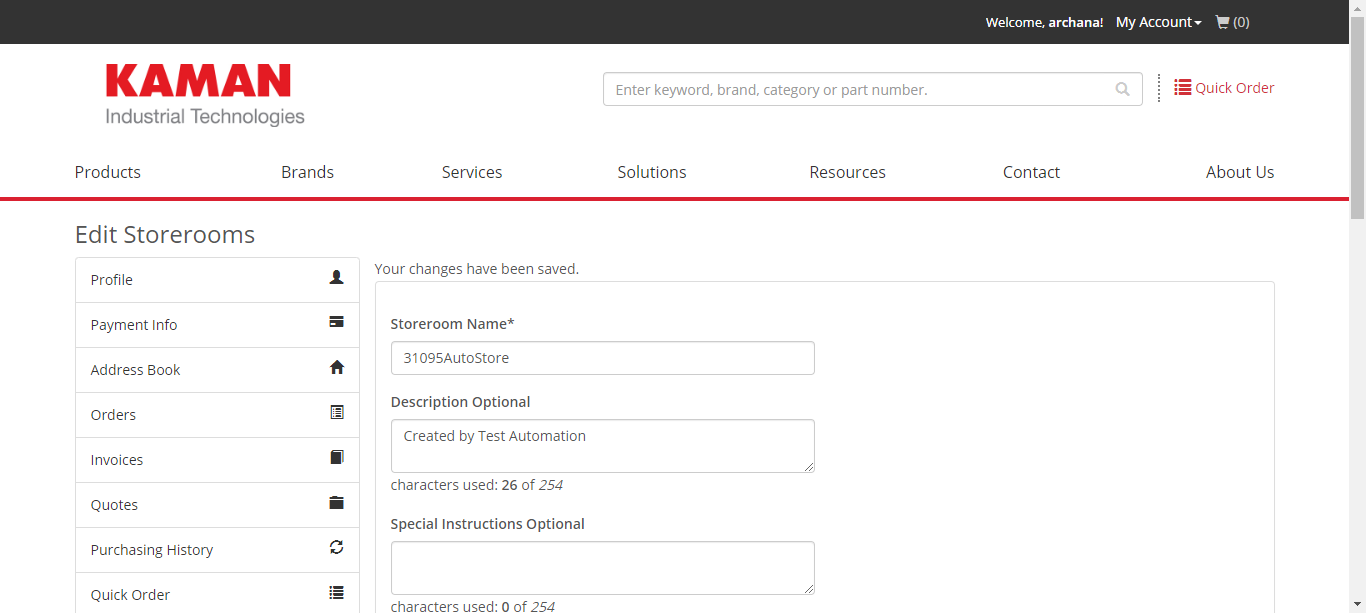 Welcome, archana! My Account (0)
KAMAN
Industrial Technologies
Enter keyword, brand, category or part number.
Quick Order
Products Brands Services Solutions Resources Contact About Us
Edit Storerooms
Profile
Payment Info
Address Book
Orders
Invoices
Quotes
Purchasing History
Quick Order
Your changes have been saved.
Storeroom Name*
31095AutoStore
Description Optional
Created by Test Automation
characters used: 26 of 254
Special Instructions Optional
characters used: 0 of 254